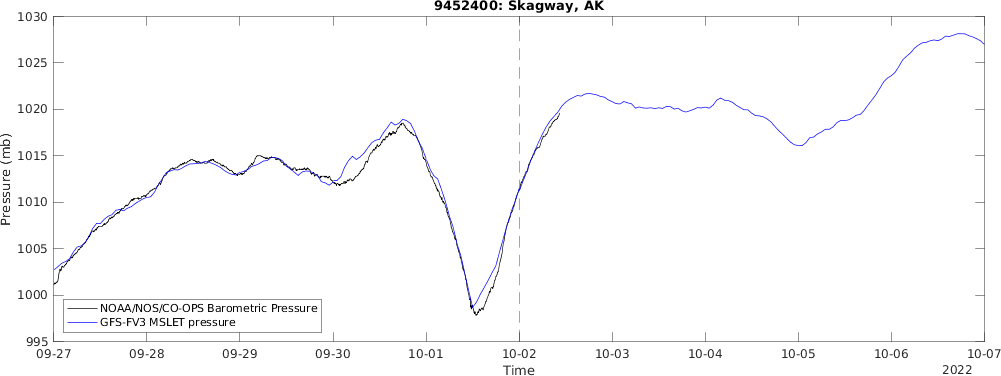 9452400: Skagway, AK
Pressure (mb)
1030
1025
1020
1015
1010
1005
1000
995
NOAA/NOS/CO-OPS Barometric Pressure
GFS-FV3 MSLET pressure
09-27 09-28 09-29 09-30 10-01 10-02 10-03 10-04 10-05 10-06 10-07
Time
2022